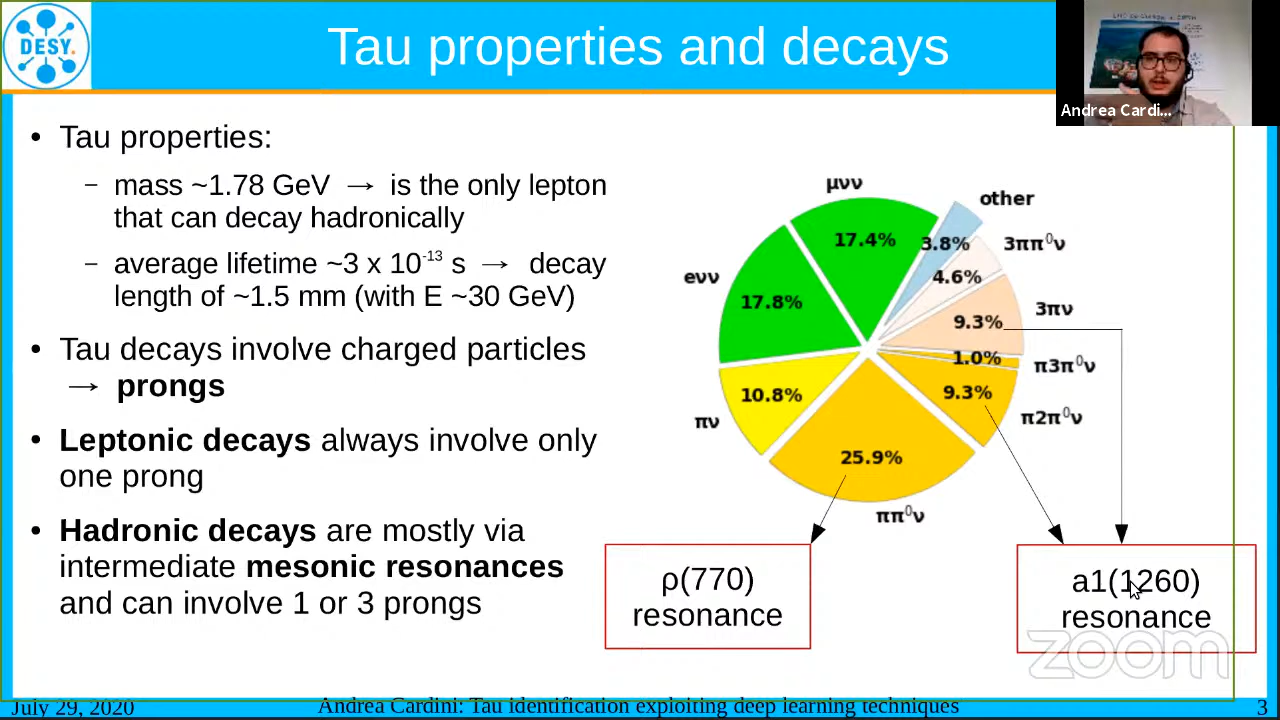 DESY.
Tau properties and decays
Andrea Cardi...
• Tau properties:
– mass ~1.78 GeV → is the only lepton
that can decay hadronically
– average lifetime ~3 x 10⁻¹³ s → decay
length of ~1.5 mm (with E ~30 GeV)
• Tau decays involve charged particles
→ prongs
• Leptonic decays always involve only
one prong
• Hadronic decays are mostly via
intermediate mesonic resonances
and can involve 1 or 3 prongs
μνν
other
17.4%
3.8%
3ππ⁰ν
eνν
4.6%
17.8%
3πν
9.3%
1.0%
π3π⁰ν
10.8%
9.3%
πν
π2π⁰ν
25.9%
ππ⁰ν
ρ(770)
resonance
a1(1260)
resonance
zoom
July 29, 2020
Andrea Cardini: Tau identification exploiting deep learning techniques
3